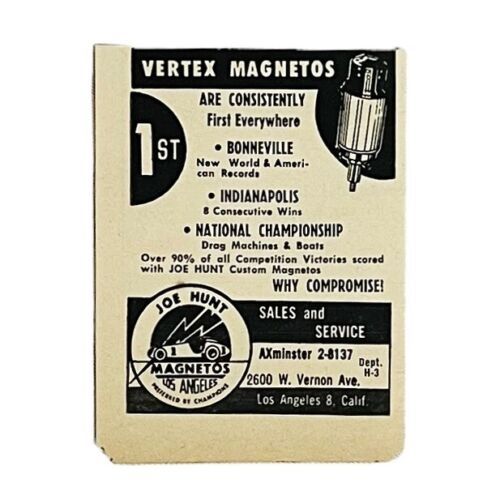 VERTEX MAGNETOS
ARE CONSISTENTLY
First Everywhere
1ST
• BONNEVILLE
New World & Ameri-
can Records
• INDIANAPOLIS
8 Consecutive Wins
• NATIONAL CHAMPIONSHIP
Drag Machines & Boats
Over 90% of all Competition Victories scored
with JOE HUNT Custom Magnetos
WHY COMPROMISE!
JOE HUNT
1
MAGNETOS
LOS ANGELES
PREFERRED BY CHAMPIONS
SALES and
SERVICE
AXminster 2-8137
Dept.
H-3
2600 W. Vernon Ave.
Los Angeles 8, Calif.